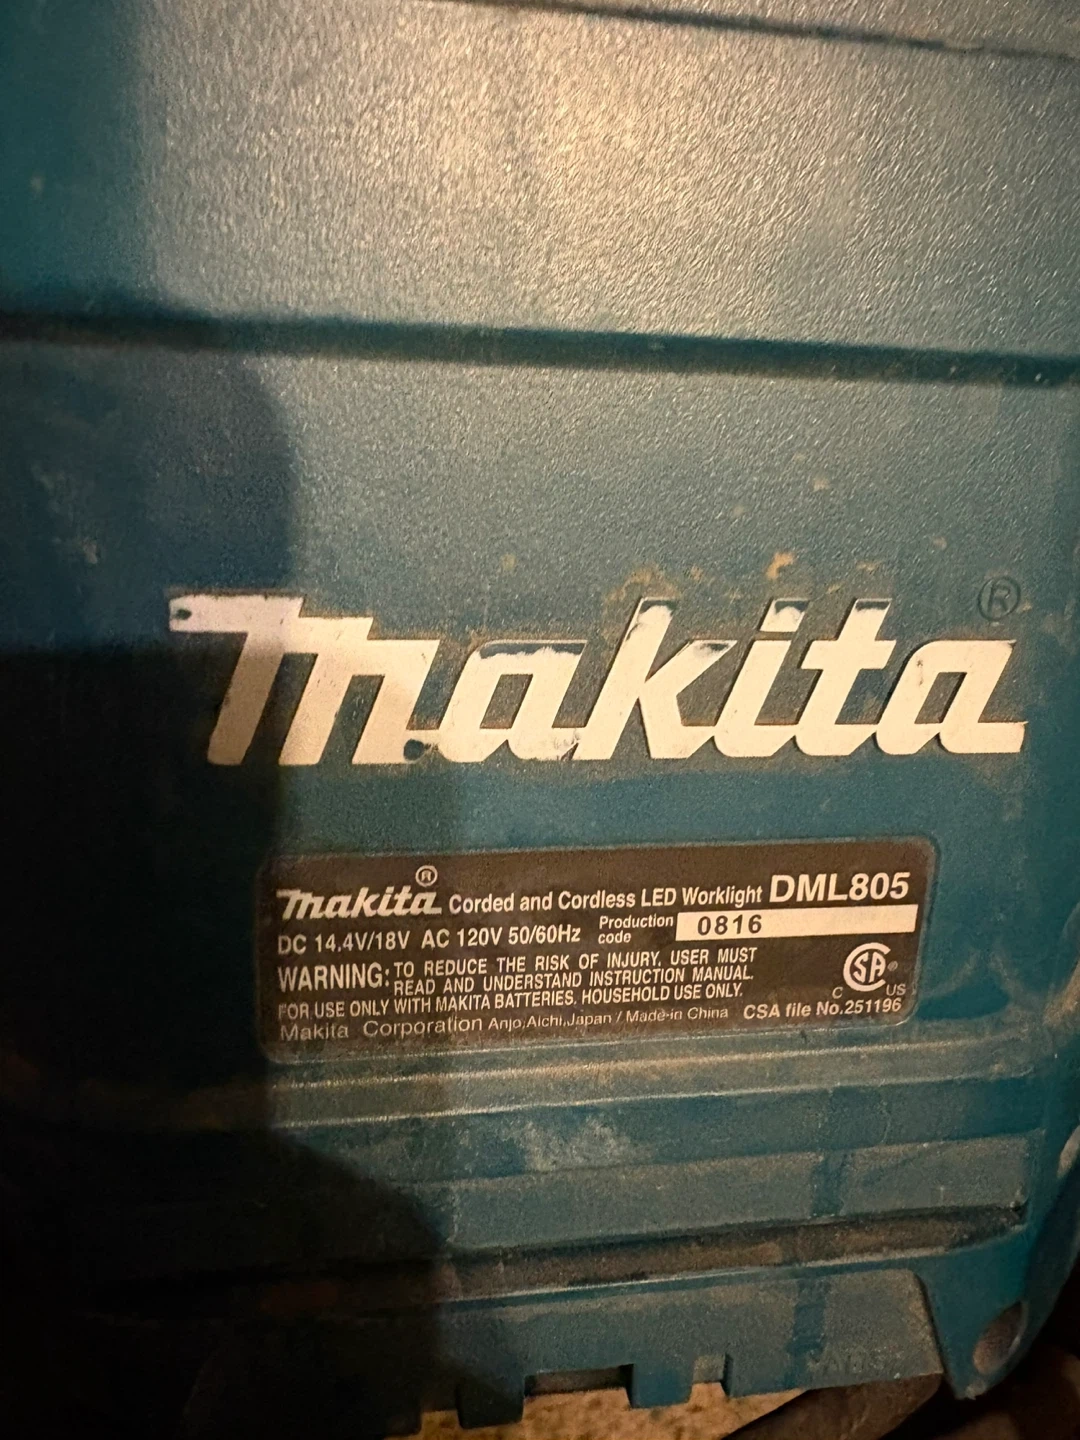 makita®
makita® Corded and Cordless LED Worklight DML805
DC 14.4V/18V AC 120V 50/60Hz Production code 0816
WARNING: TO REDUCE THE RISK OF INJURY, USER MUST
READ AND UNDERSTAND INSTRUCTION MANUAL.
FOR USE ONLY WITH MAKITA BATTERIES. HOUSEHOLD USE ONLY.
C SA® US
Makita Corporation Anjo,Aichi,Japan / Made in China CSA file No.251196